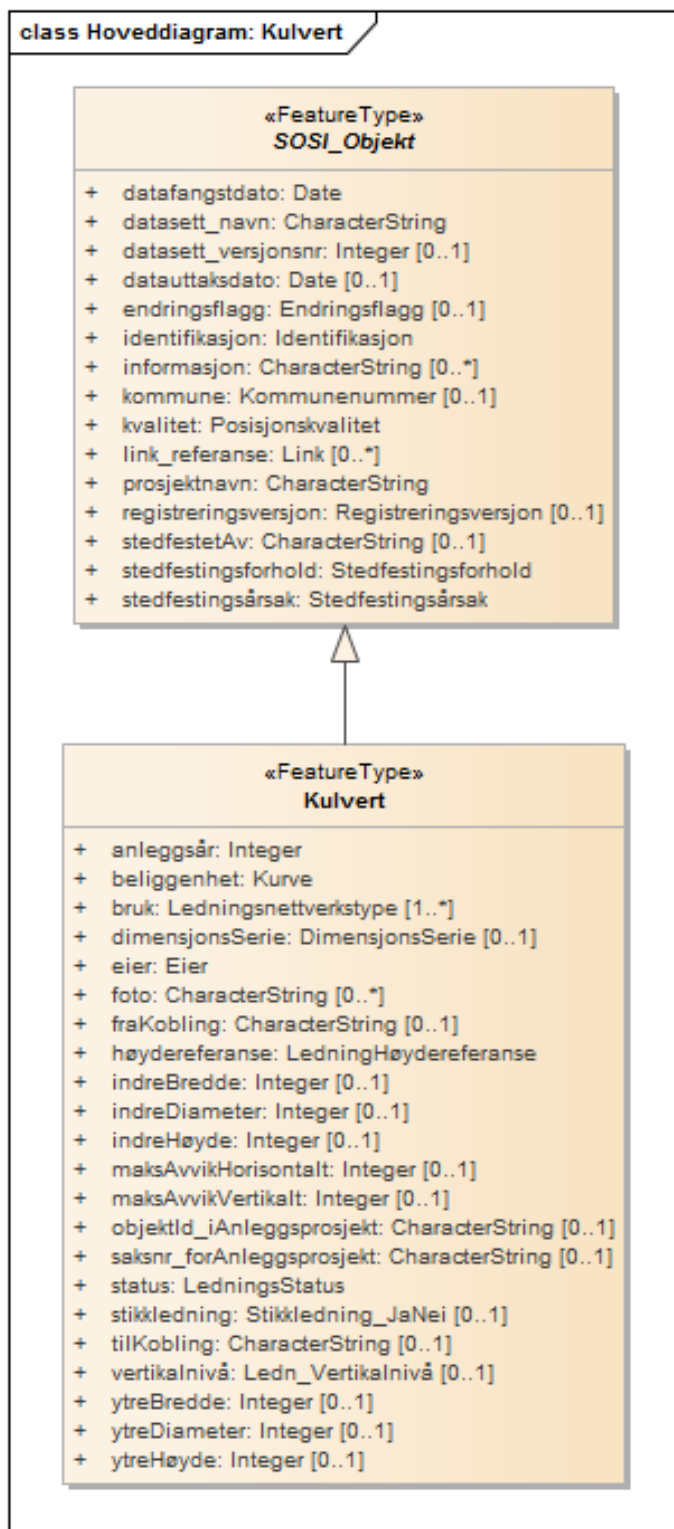 class Hoveddiagram: Kulvert
«FeatureType»
SOSI_Objekt
+ datafangstdato: Date
+ datasett_navn: CharacterString
+ datasett_versjonsnr: Integer [0..1]
+ datauttaksdato: Date [0..1]
+ endringsflagg: Endringsflagg [0..1]
+ identifikasjon: Identifikasjon
+ informasjon: CharacterString [0..*]
+ kommune: Kommunenummer [0..1]
+ kvalitet: Posisjonskvalitet
+ link_referanse: Link [0..*]
+ prosjektnavn: CharacterString
+ registreringsversjon: Registreringsversjon [0..1]
+ stedfestetAv: CharacterString [0..1]
+ stedfestingsforhold: Stedfestingsforhold
+ stedfestingsårsak: Stedfestingsårsak
«FeatureType»
Kulvert
+ anleggsår: Integer
+ beliggenhet: Kurve
+ bruk: Ledningsnettverkstype [1..*]
+ dimensjonsSerie: DimensjonsSerie [0..1]
+ eier: Eier
+ foto: CharacterString [0..*]
+ fraKobling: CharacterString [0..1]
+ høydereferanse: LedningHøydereferanse
+ indreBredde: Integer [0..1]
+ indreDiameter: Integer [0..1]
+ indreHøyde: Integer [0..1]
+ maksAvvikHorisontalt: Integer [0..1]
+ maksAvvikVertikalt: Integer [0..1]
+ objektId_iAnleggsprosjekt: CharacterString [0..1]
+ saksnr_forAnleggsprosjekt: CharacterString [0..1]
+ status: LedningsStatus
+ stikkledning: Stikkledning_JaNei [0..1]
+ tilKobling: CharacterString [0..1]
+ vertikalnivå: Ledn_Vertikalnivå [0..1]
+ ytreBredde: Integer [0..1]
+ ytreDiameter: Integer [0..1]
+ ytreHøyde: Integer [0..1]